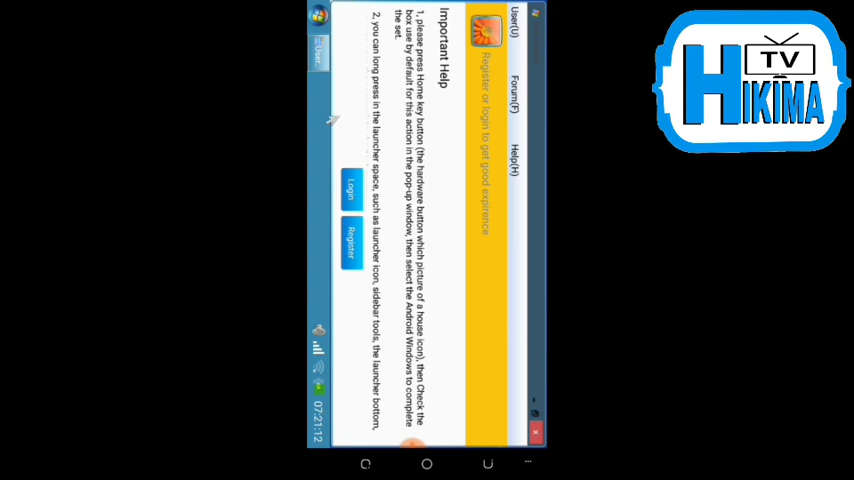 TV
HIKIMA
User(U) Forum(F) Help(H)
Register or login to get good expirence
Important Help
1, please press Home key button (the hardware button which picture of a house icon), then Check the
box use by default for this action in the pop-up window, then select the Android Windows to complete
the set.
2, you can long press in the launcher space, such as launcher icon, sidebar tools, the launcher bottom,
Login Register
User.
07:21:12